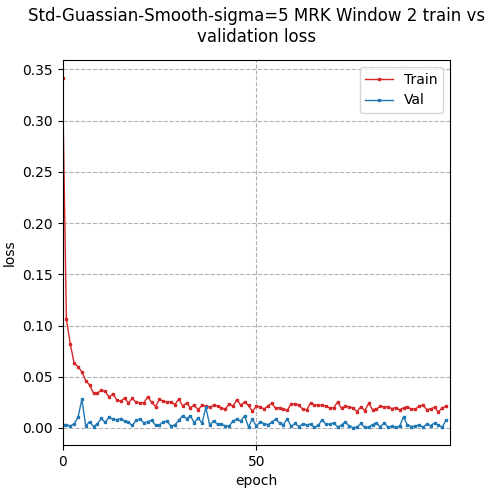 Std-Guassian-Smooth-sigma=5 MRK Window 2 train vs
validation loss
0.35
0.30
0.25
0.20
0.15
0.10
0.05
0.00
loss
Train
Val
0
50
epoch